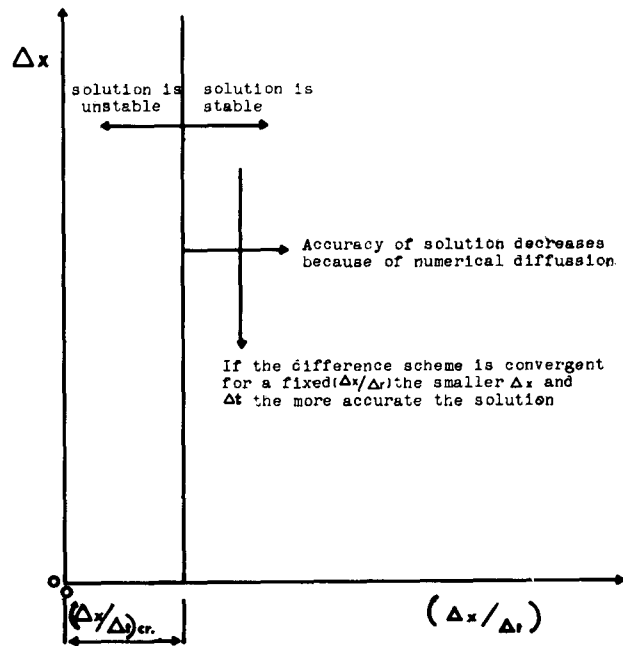 Δx
solution is
unstable
solution is
stable
Accuracy of solution decreases
because of numerical diffussion
If the difference scheme is convergent
for a fixed(Δx/Δr)the smaller Δx and
Δt the more accurate the solution
o
o
(Δx/Δt)cr.
(Δx/Δt)